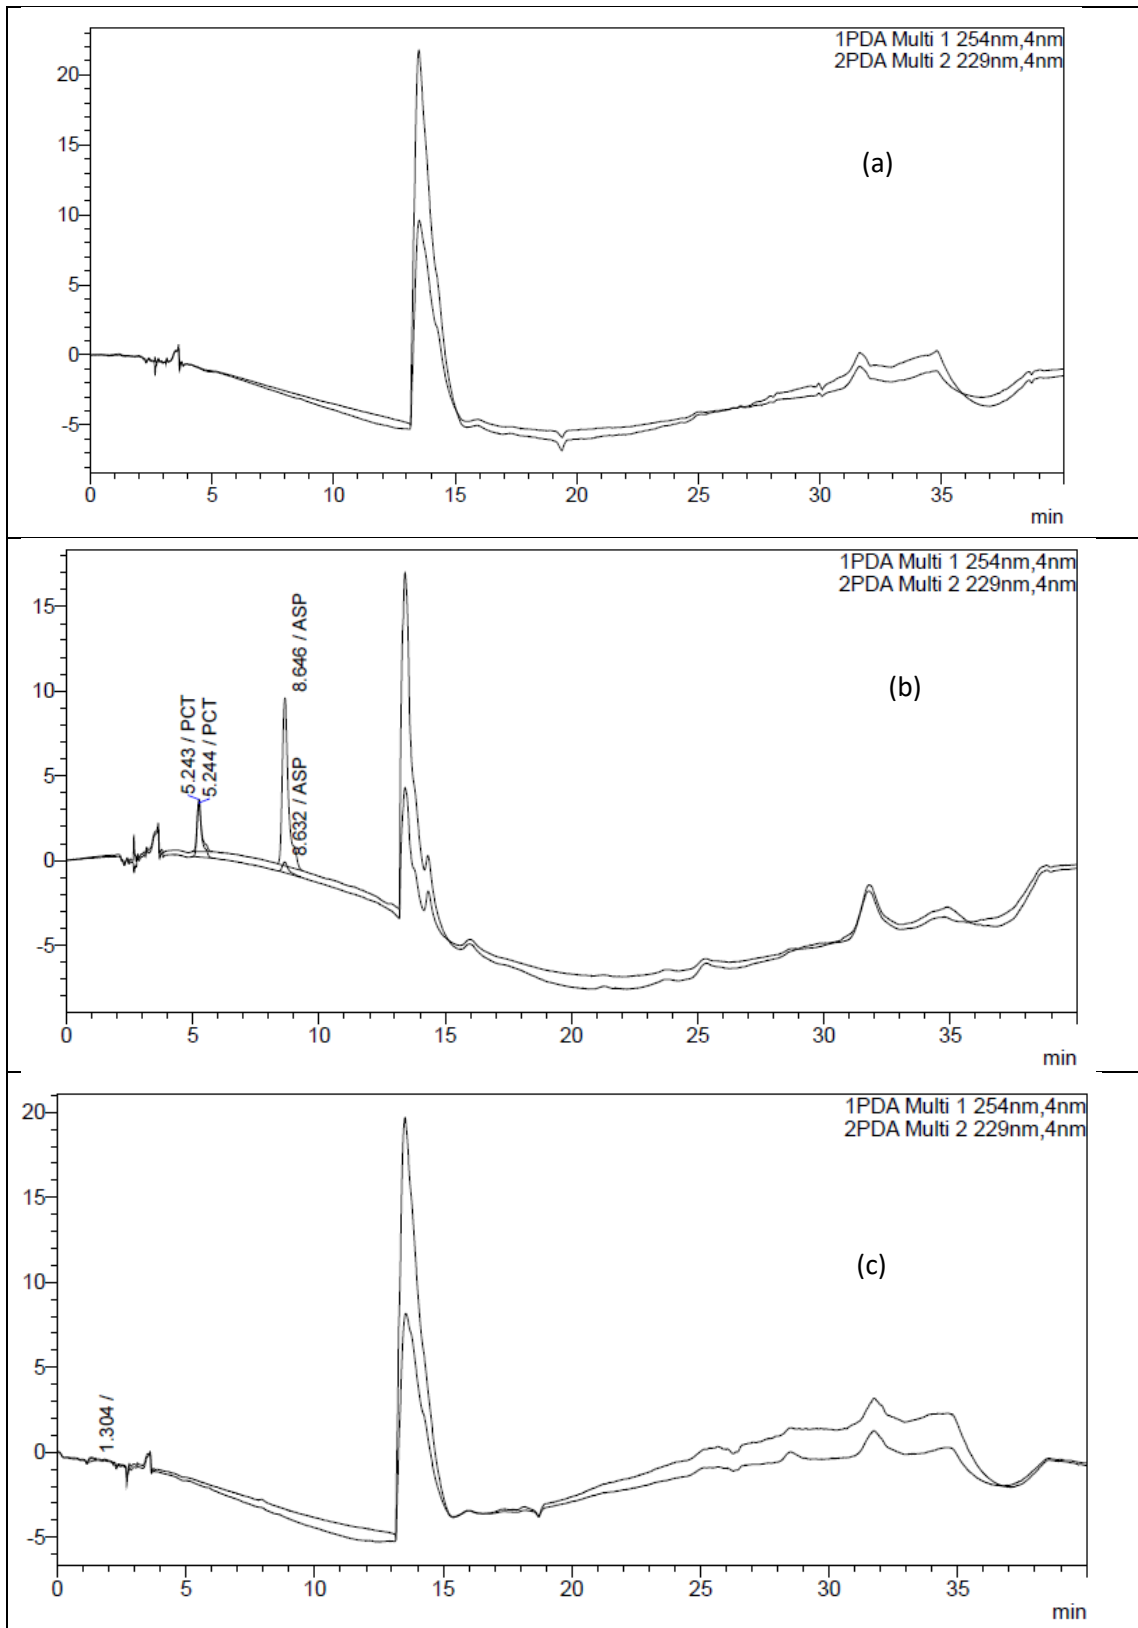 1PDA Multi 1 254nm,4nm
2PDA Multi 2 229nm,4nm
(a)
20
15
10
5
0
-5
0 5 10 15 20 25 30 35
min
1PDA Multi 1 254nm,4nm
2PDA Multi 2 229nm,4nm
(b)
15
10
5
0
-5
5.243 / PCT
5.244 / PCT
8.646 / ASP
8.632 / ASP
0 5 10 15 20 25 30 35
min
1PDA Multi 1 254nm,4nm
2PDA Multi 2 229nm,4nm
(c)
20
15
10
5
0
-5
1.304 /
0 5 10 15 20 25 30 35
min